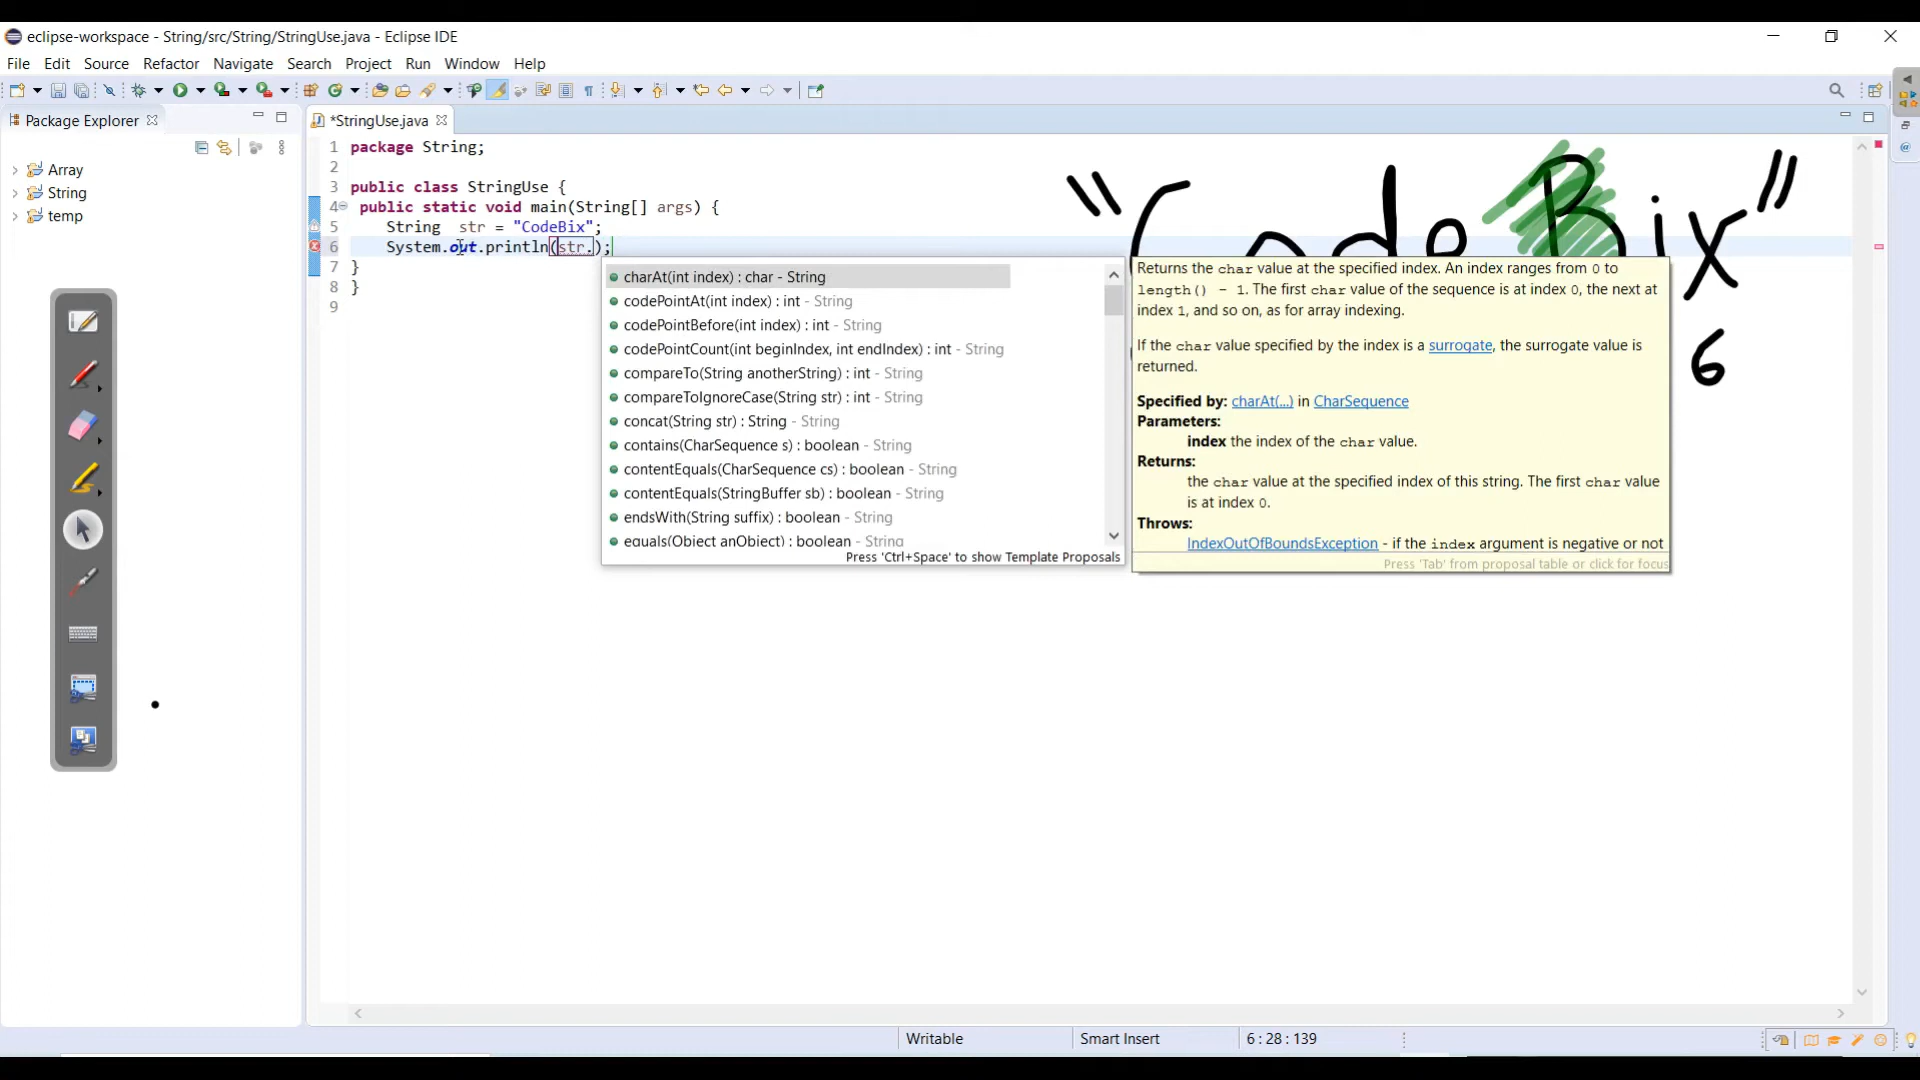 eclipse-workspace - String/src/String/StringUse.java - Eclipse IDE
File Edit Source Refactor Navigate Search Project Run Window Help
Package Explorer
*StringUse.java
Array
String
temp
1 package String;
2
3 public class StringUse {
4 public static void main(String[] args) {
5 String str = "CodeBix";
6 System.out.println(str.);
7 }
8 }
9
"Code Bix"
6
charAt(int index) : char - String
codePointAt(int index) : int - String
codePointBefore(int index) : int - String
codePointCount(int beginIndex, int endIndex) : int - String
compareTo(String anotherString) : int - String
compareToIgnoreCase(String str) : int - String
concat(String str) : String - String
contains(CharSequence s) : boolean - String
contentEquals(CharSequence cs) : boolean - String
contentEquals(StringBuffer sb) : boolean - String
endsWith(String suffix) : boolean - String
equals(Object anObject) : boolean - String
Press 'Ctrl+Space' to show Template Proposals
Returns the char value at the specified index. An index ranges from 0 to
length() - 1. The first char value of the sequence is at index 0, the next at
index 1, and so on, as for array indexing.
If the char value specified by the index is a surrogate, the surrogate value is
returned.
Specified by: charAt(...) in CharSequence
Parameters:
index the index of the char value.
Returns:
the char value at the specified index of this string. The first char value
is at index 0.
Throws:
IndexOutOfBoundsException - if the index argument is negative or not
Press 'Tab' from proposal table or click for focus
Writable
Smart Insert
6 : 28 : 139